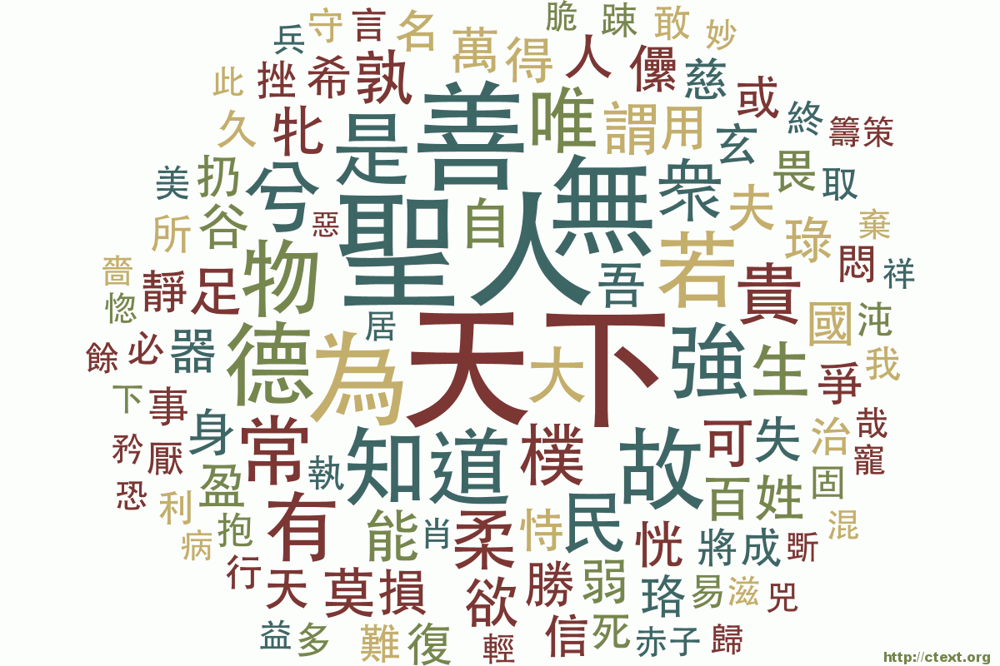 脆
踈
敢
妙
兵
守
言
名
萬
得
人
儽
慈
或
終
籌策
此
挫
希
孰
善
唯
謂
用
玄
久
牝
是
畏
取
美
扔
兮
無
衆
夫
所
谷
惡
聖人
自
若
琭
棄
嗇
靜
足
物
吾
貴
悶
祥
惚
居
國
沌
餘
必
器
德
為
天下
大
強
生
爭
我
下
事
身
常
知
道
樸
故
可
失
治
哉
矜
厭
執
寵
恐
利
盈
有
能
肖
柔
恃
民
百姓
固
病
抱
恍
將
成
斲
混
行
天
莫
損
欲
勝
弱
珞
易
滋
兕
益
多
難
復
輕
信
死
赤子
歸
http://ctext.org